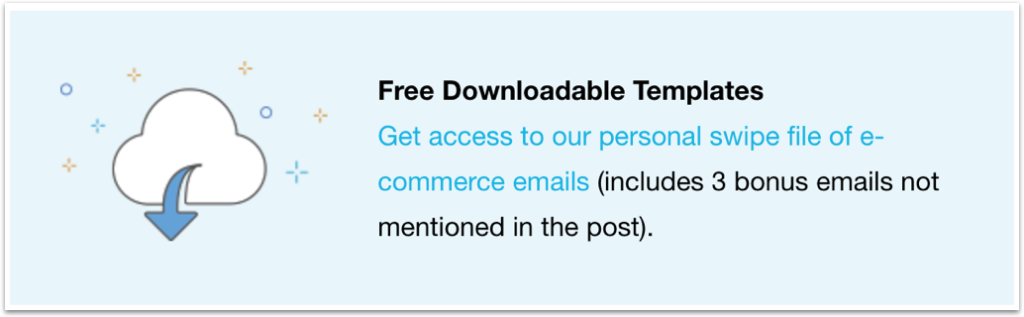 Free Downloadable Templates
Get access to our personal swipe file of e-
commerce emails (includes 3 bonus emails not
mentioned in the post).